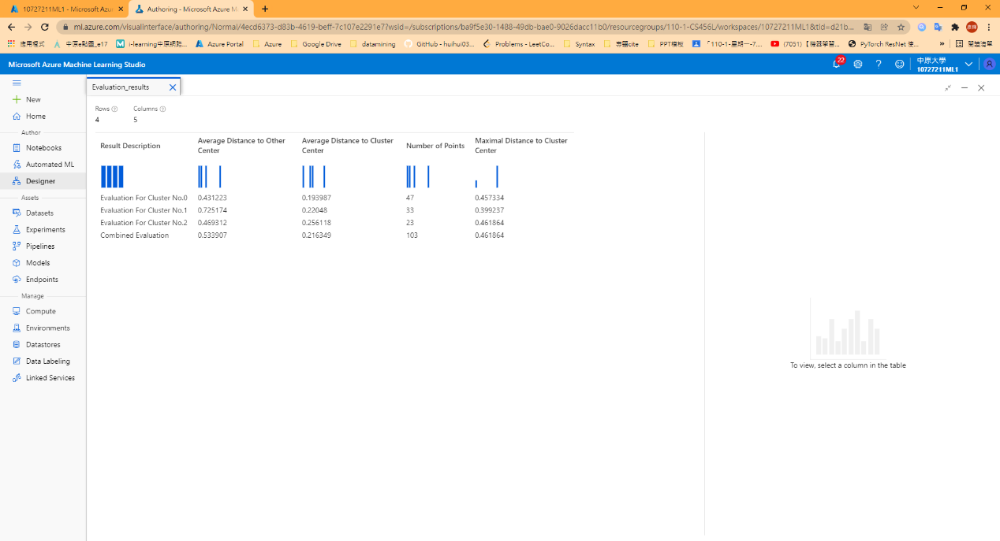 10727211ML1 - Microsoft Azu
Authoring - Microsoft Azure M
ml.azure.com/visualinterface/authoring/Normal/4ecd6373-d83b-4619-beff-7c107e2291e7?wsid=/subscriptions/ba9f5e30-1488-49db-bae0-9026dacc11b0/resourcegroups/110-1-CS456L/workspaces/10727211ML1&tid=d21b...
應用程式 中原e點靈_e17 i-learning中原網路... Azure Portal Azure Google Drive datamining GitHub - huihui03... Problems - LeetCo... Syntax 專題cite PPT模板 「110-1-星期一-7.... (7051)【機器學習... PyTorch ResNet 使... » 閱讀清單
Microsoft Azure Machine Learning Studio
22
中原大學
10727211ML1
New
Home
Author
Notebooks
Automated ML
Designer
Assets
Datasets
Experiments
Pipelines
Models
Endpoints
Manage
Compute
Environments
Datastores
Data Labeling
Linked Services
Evaluation_results
Rows Columns
4 5
Result Description Average Distance to Other Center Average Distance to Cluster Center Number of Points Maximal Distance to Cluster Center
Evaluation For Cluster No.0 0.431223 0.193987 47 0.457334
Evaluation For Cluster No.1 0.725174 0.22048 33 0.399237
Evaluation For Cluster No.2 0.469312 0.256118 23 0.461864
Combined Evaluation 0.533907 0.216349 103 0.461864
To view, select a column in the table